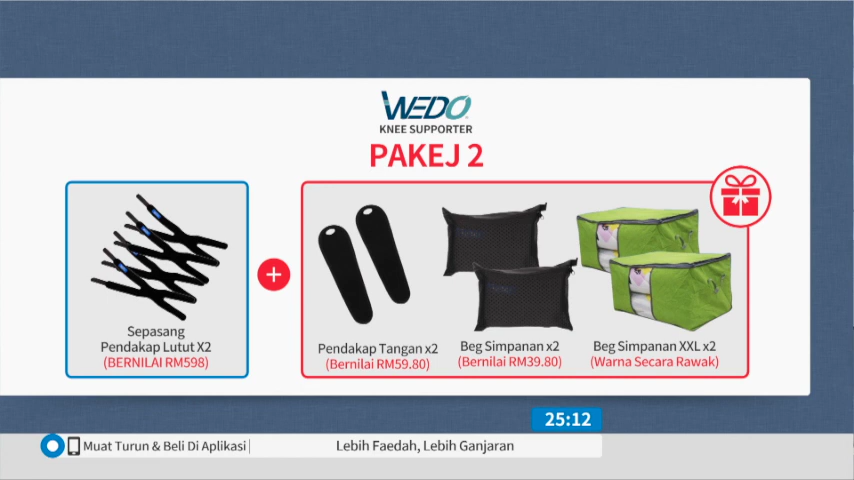 WEDO
KNEE SUPPORTER
PAKEJ 2
Sepasang
Pendakap Lutut X2
(BERNILAI RM598)
+
Pendakap Tangan x2
(Bernilai RM59.80)
Beg Simpanan x2
(Bernilai RM39.80)
Beg Simpanan XXL x2
(Warna Secara Rawak)
25:12
Muat Turun & Beli Di Aplikasi
Lebih Faedah, Lebih Ganjaran